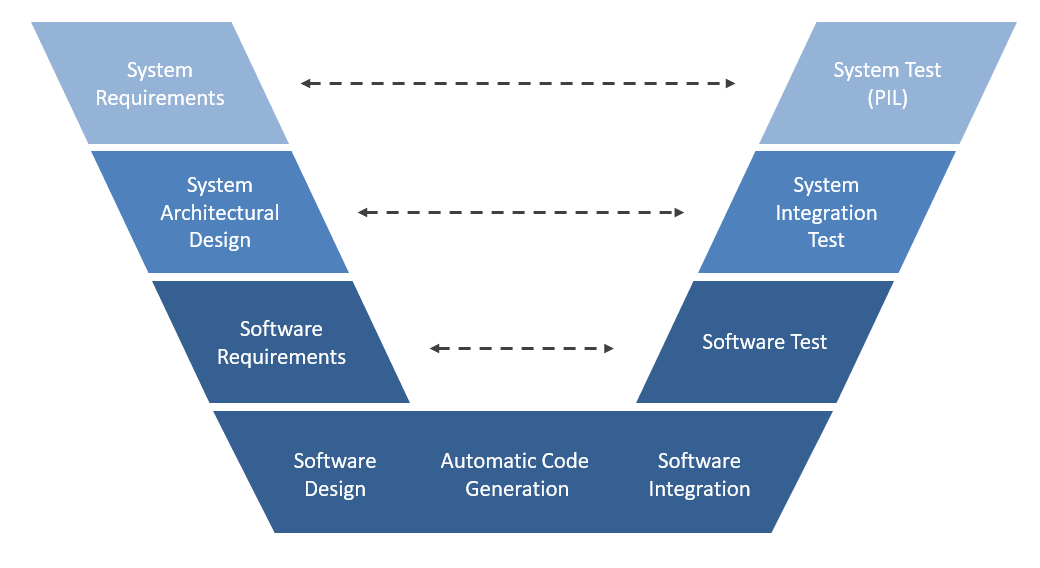 System
Requirements
System Test
(PIL)
System
Architectural
Design
System
Integration
Test
Software
Requirements
Software Test
Software
Design
Automatic Code
Generation
Software
Integration